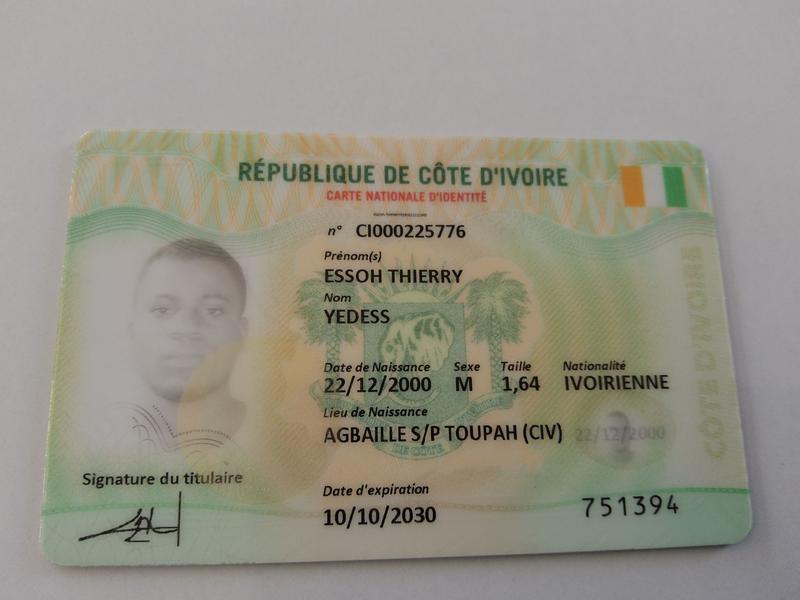 RÉPUBLIQUE DE CÔTE D'IVOIRE
CARTE NATIONALE D'IDENTITÉ
n° CI000225776
Prénom(s)
ESSOH THIERRY
Nom
YEDESS
Date de Naissance Sexe Taille Nationalité
22/12/2000 M 1,64 IVOIRIENNE
Lieu de Naissance
AGBAILLE S/P TOUPAH (CIV) 22/12/2000
DE CÔTE
Signature du titulaire
Date d'expiration
10/10/2030
751394
CÔTE D'IVOIRE